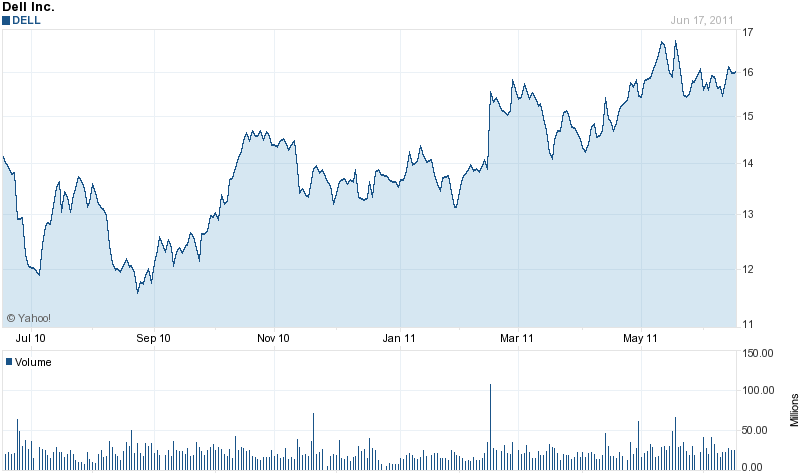 Dell Inc.
DELL
Jun 17, 2011
17
16
15
14
13
12
11
© Yahoo!
Jul 10 Sep 10 Nov 10 Jan 11 Mar 11 May 11
Volume
150.00
100.00
50.00
0.00
Milions